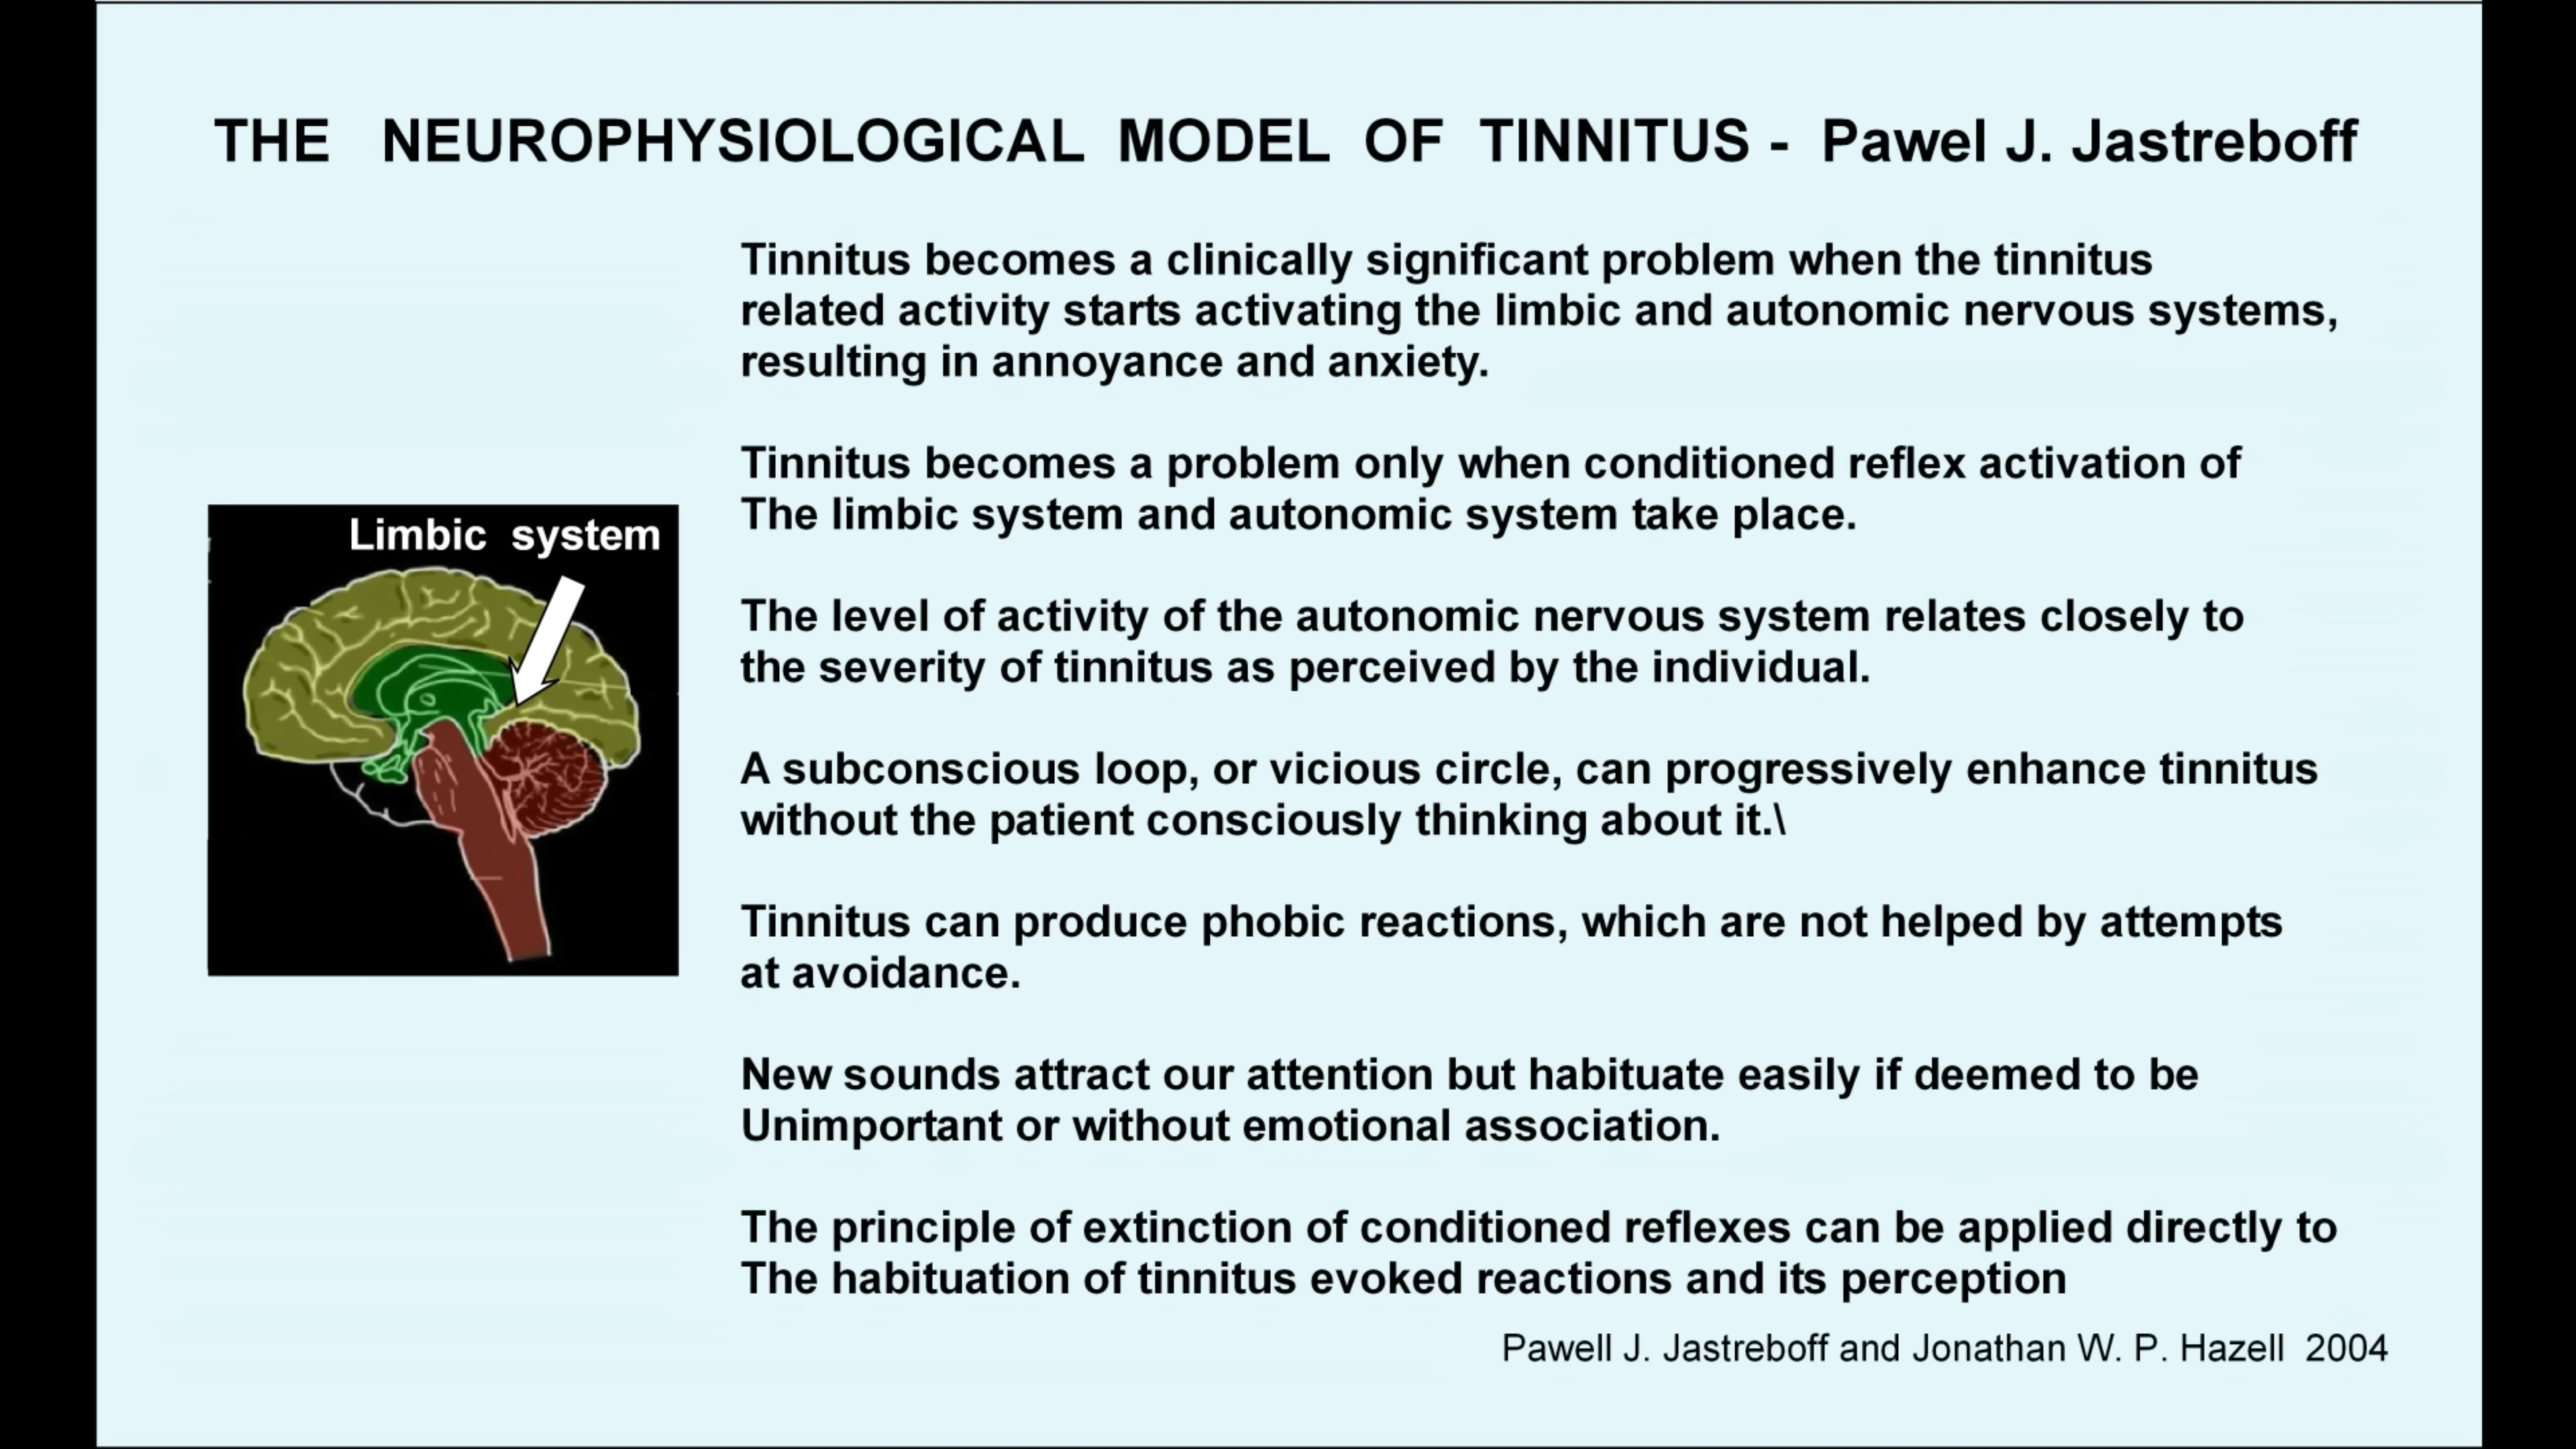 THE NEUROPHYSIOLOGICAL MODEL OF TINNITUS - Pawel J. Jastreboff
Tinnitus becomes a clinically significant problem when the tinnitus
related activity starts activating the limbic and autonomic nervous systems,
resulting in annoyance and anxiety.
Tinnitus becomes a problem only when conditioned reflex activation of
The limbic system and autonomic system take place.
Limbic system
The level of activity of the autonomic nervous system relates closely to
the severity of tinnitus as perceived by the individual.
A subconscious loop, or vicious circle, can progressively enhance tinnitus
without the patient consciously thinking about it.\
Tinnitus can produce phobic reactions, which are not helped by attempts
at avoidance.
New sounds attract our attention but habituate easily if deemed to be
Unimportant or without emotional association.
The principle of extinction of conditioned reflexes can be applied directly to
The habituation of tinnitus evoked reactions and its perception
Pawell J. Jastreboff and Jonathan W. P. Hazell 2004